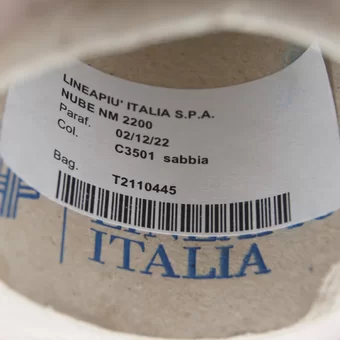 LINEAPIU' ITALIA S.P.A.
NUBE NM 2200
Paraf. 02/12/22
Col. C3501 sabbia
Bag. T2110445
ITALIA